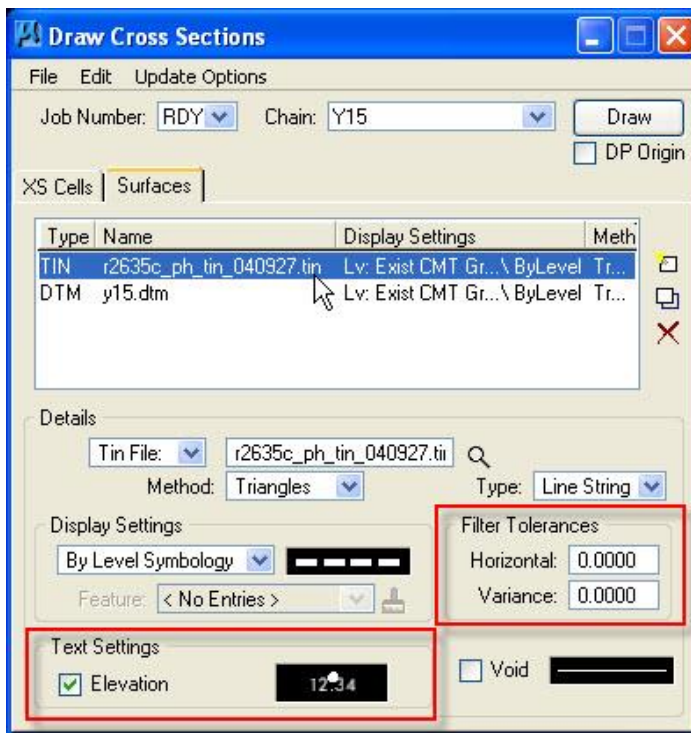 Draw Cross Sections
File Edit Update Options
Job Number: RDY Chain: Y15 Draw
DP Origin
XS Cells Surfaces
Type Name Display Settings Meth
TIN r2635c_ph_tin_040927.tin Lv: Exist CMT Gr...\ ByLevel Tr...
DTM y15.dtm Lv: Exist CMT Gr...\ ByLevel Tr...
Details
Tin File: r2635c_ph_tin_040927.tii
Method: Triangles Type: Line String
Display Settings Filter Tolerances
By Level Symbology Horizontal: 0.0000
Feature: < No Entries > Variance: 0.0000
Text Settings
Elevation 12.34 Void